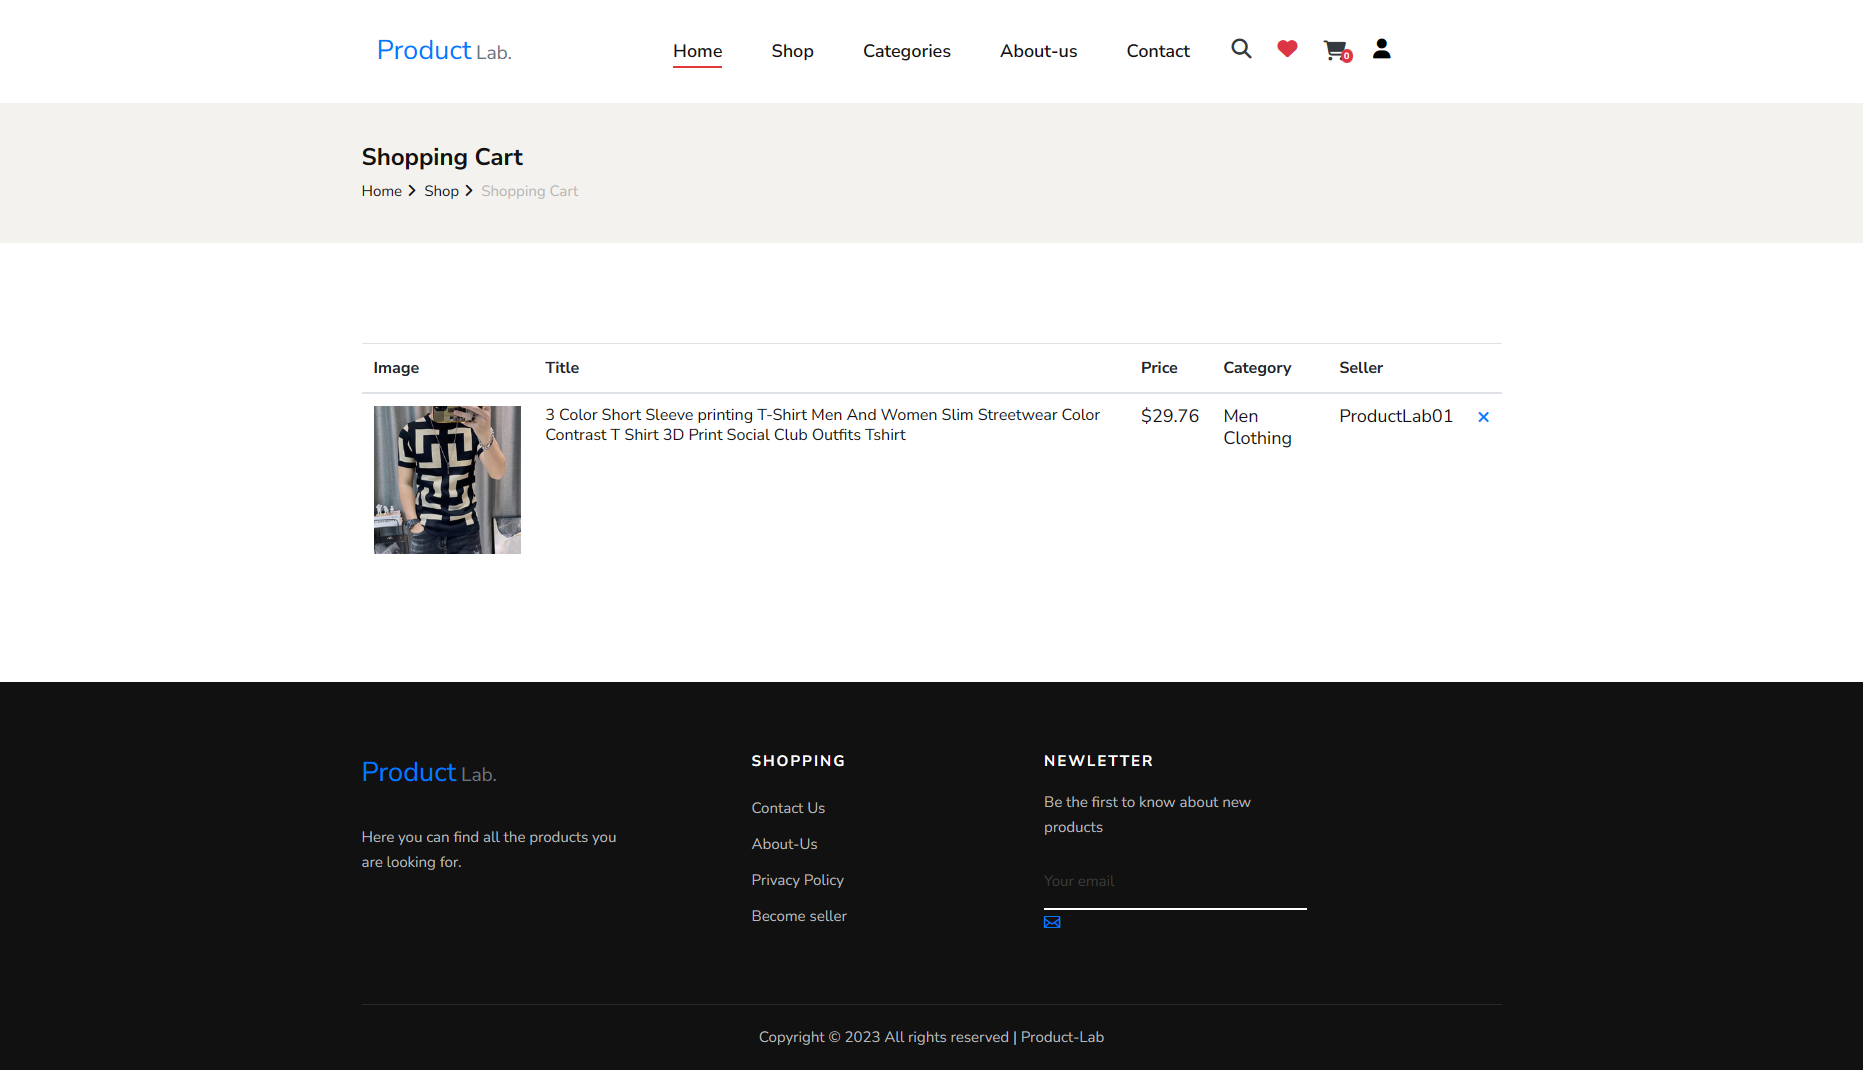 Product Lab.
Home
Shop
Categories
About-us
Contact
0
Shopping Cart
Home
Shop
Shopping Cart
Image
Title
Price
Category
Seller
3 Color Short Sleeve printing T-Shirt Men And Women Slim Streetwear Color
Contrast T Shirt 3D Print Social Club Outfits Tshirt
$29.76
Men
Clothing
ProductLab01
Product Lab.
Here you can find all the products you
are looking for.
SHOPPING
Contact Us
About-Us
Privacy Policy
Become seller
NEWLETTER
Be the first to know about new
products
Your email
Copyright © 2023 All rights reserved | Product-Lab